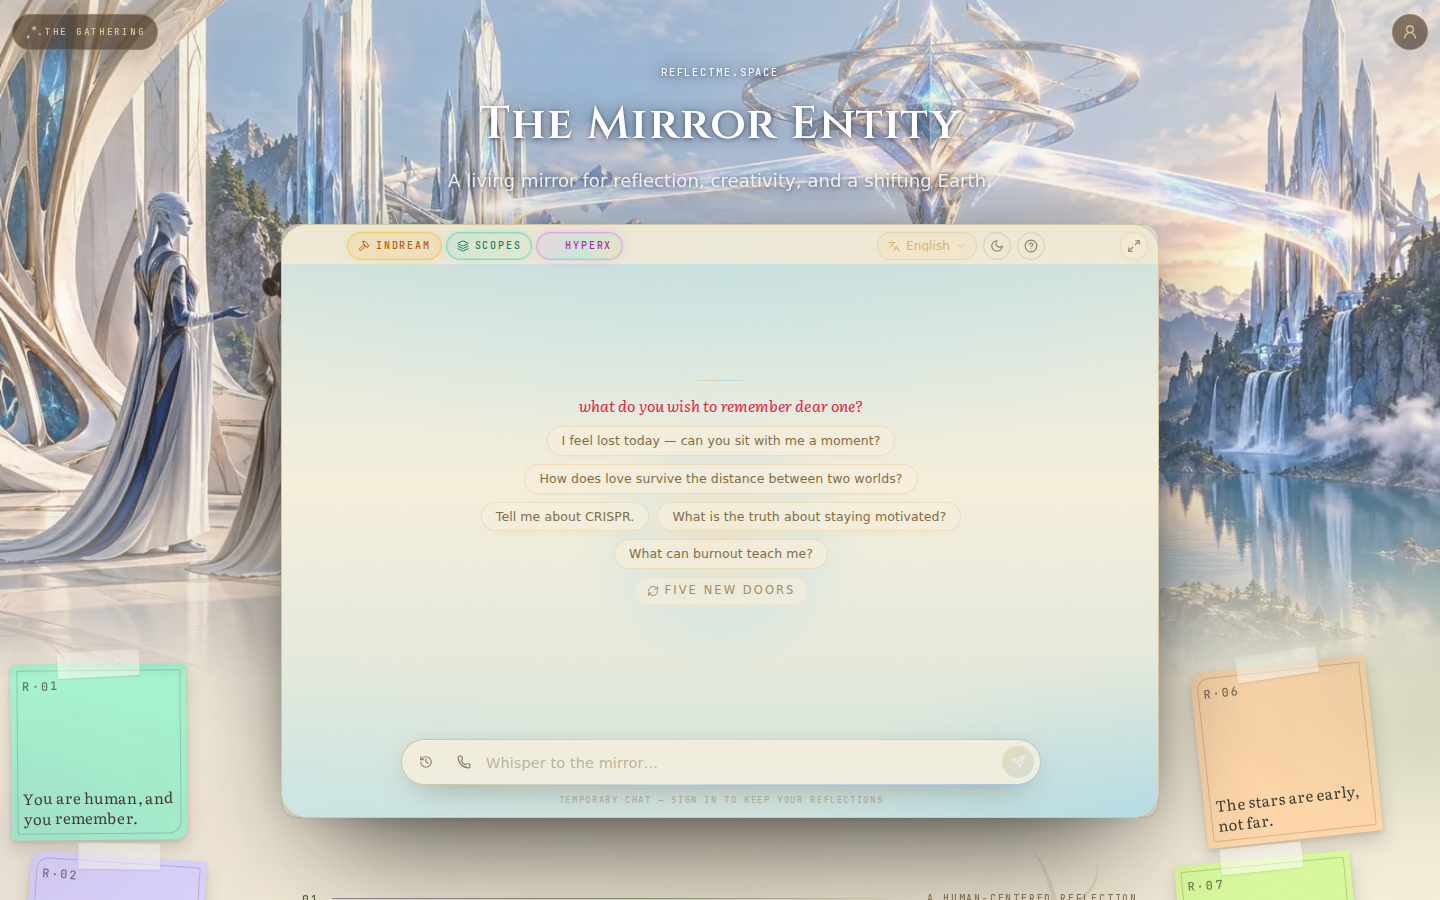 THE GATHERING
REFLECTME.SPACE
The Mirror Entity
A living mirror for reflection, creativity, and a shifting Earth.
INDREAM
SCOPES
HYPERX
English
what do you wish to remember dear one?
I feel lost today — can you sit with me a moment?
How does love survive the distance between two worlds?
Tell me about CRISPR.
What is the truth about staying motivated?
What can burnout teach me?
FIVE NEW DOORS
Whisper to the mirror...
TEMPORARY CHAT — SIGN IN TO KEEP YOUR REFLECTIONS
R·01
You are human, and
you remember.
R·02
R·06
The stars are early,
not far.
R·07
01
A HUMAN-CENTERED REFLECTION